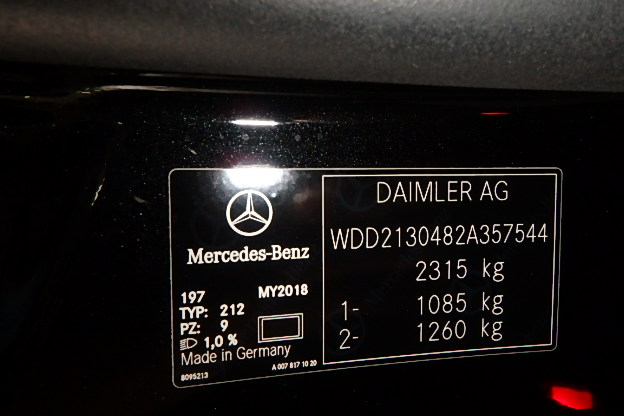 Mercedes-Benz
197 MY2018
TYP: 212
PZ: 9
1,0 %
Made in Germany
8095213 A 007 817 10 20
DAIMLER AG
WDD2130482A357544
2315 kg
1- 1085 kg
2- 1260 kg